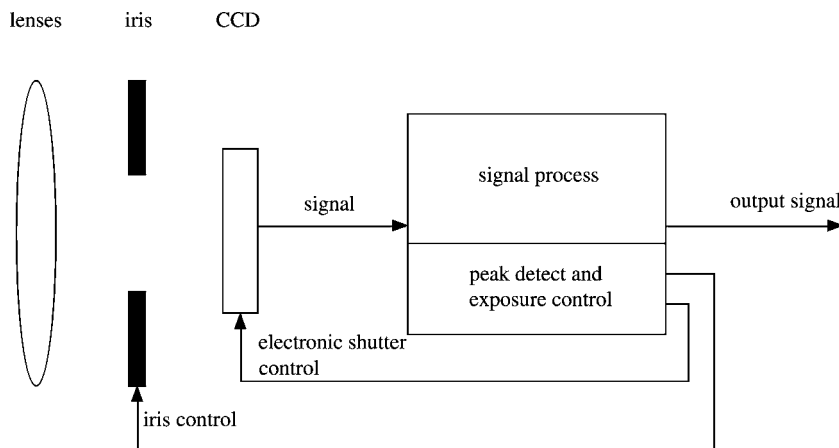 lenses
iris
CCD
signal process
signal
output signal
peak detect and
exposure control
electronic shutter
control
iris control